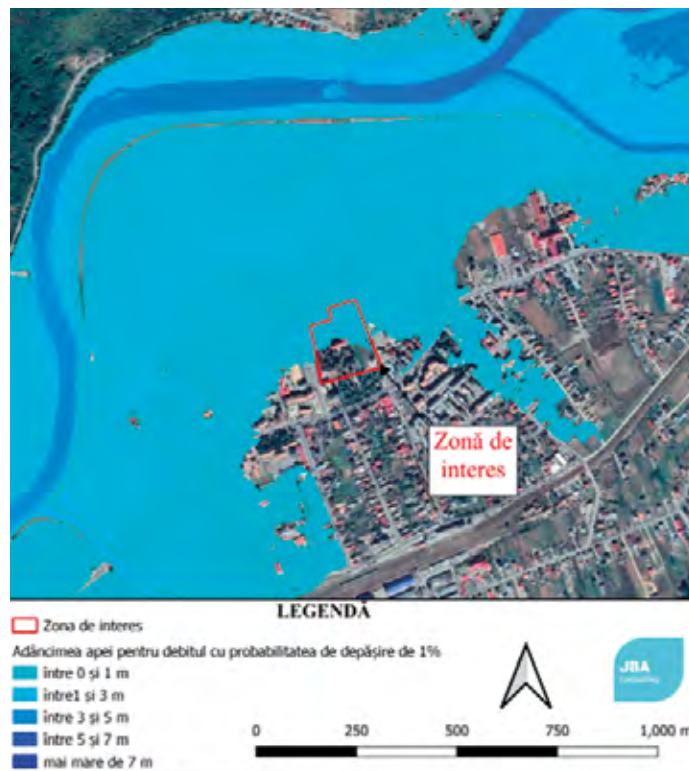 Zonă de
interes
LEGENDĂ
Zona de interes
Adâncimea apei pentru debitul cu probabilitatea de depășire de 1%
între 0 și 1 m
între1 și 3 m
între 3 și 5 m
între 5 și 7 m
mai mare de 7 m
JBA
Consulting
0 250 500 750 1,000 m